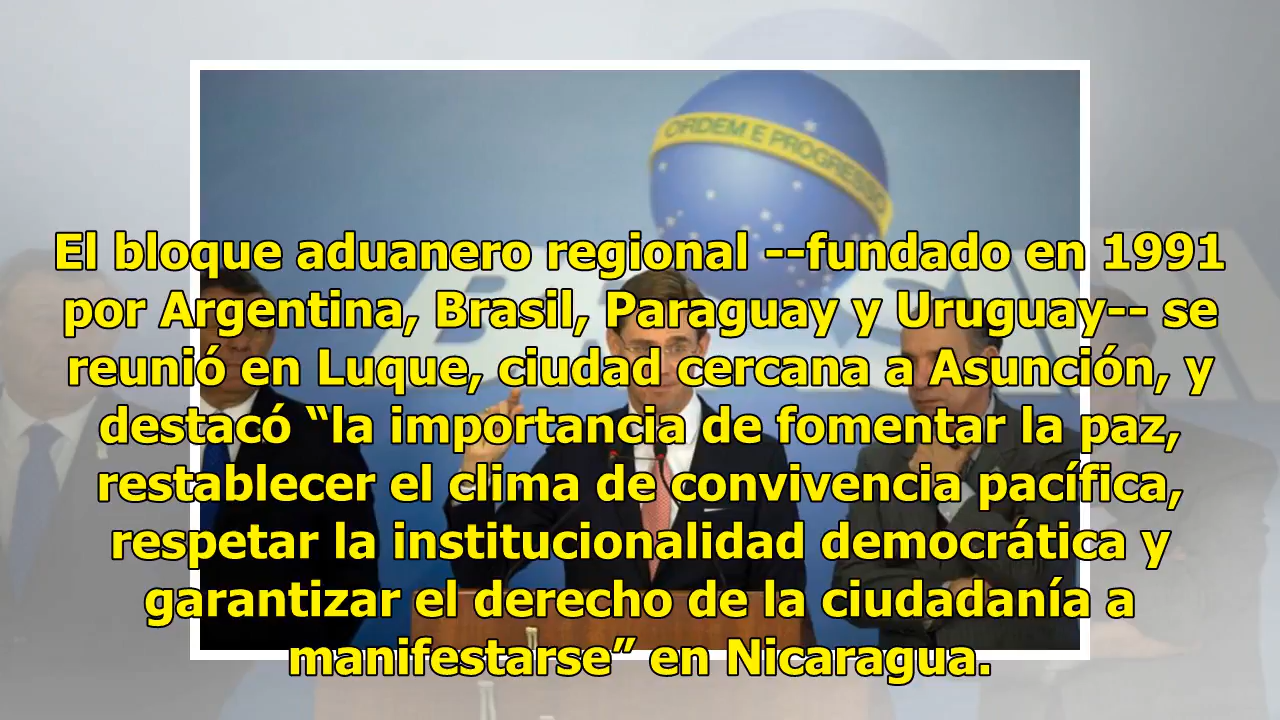 ORDEM E PROGRESSO
El bloque aduanero regional --fundado en 1991
por Argentina, Brasil, Paraguay y Uruguay-- se
reunió en Luque, ciudad cercana a Asunción, y
destacó “la importancia de fomentar la paz,
restablecer el clima de convivencia pacífica,
respetar la institucionalidad democrática y
garantizar el derecho de la ciudadanía a
manifestarse” en Nicaragua.